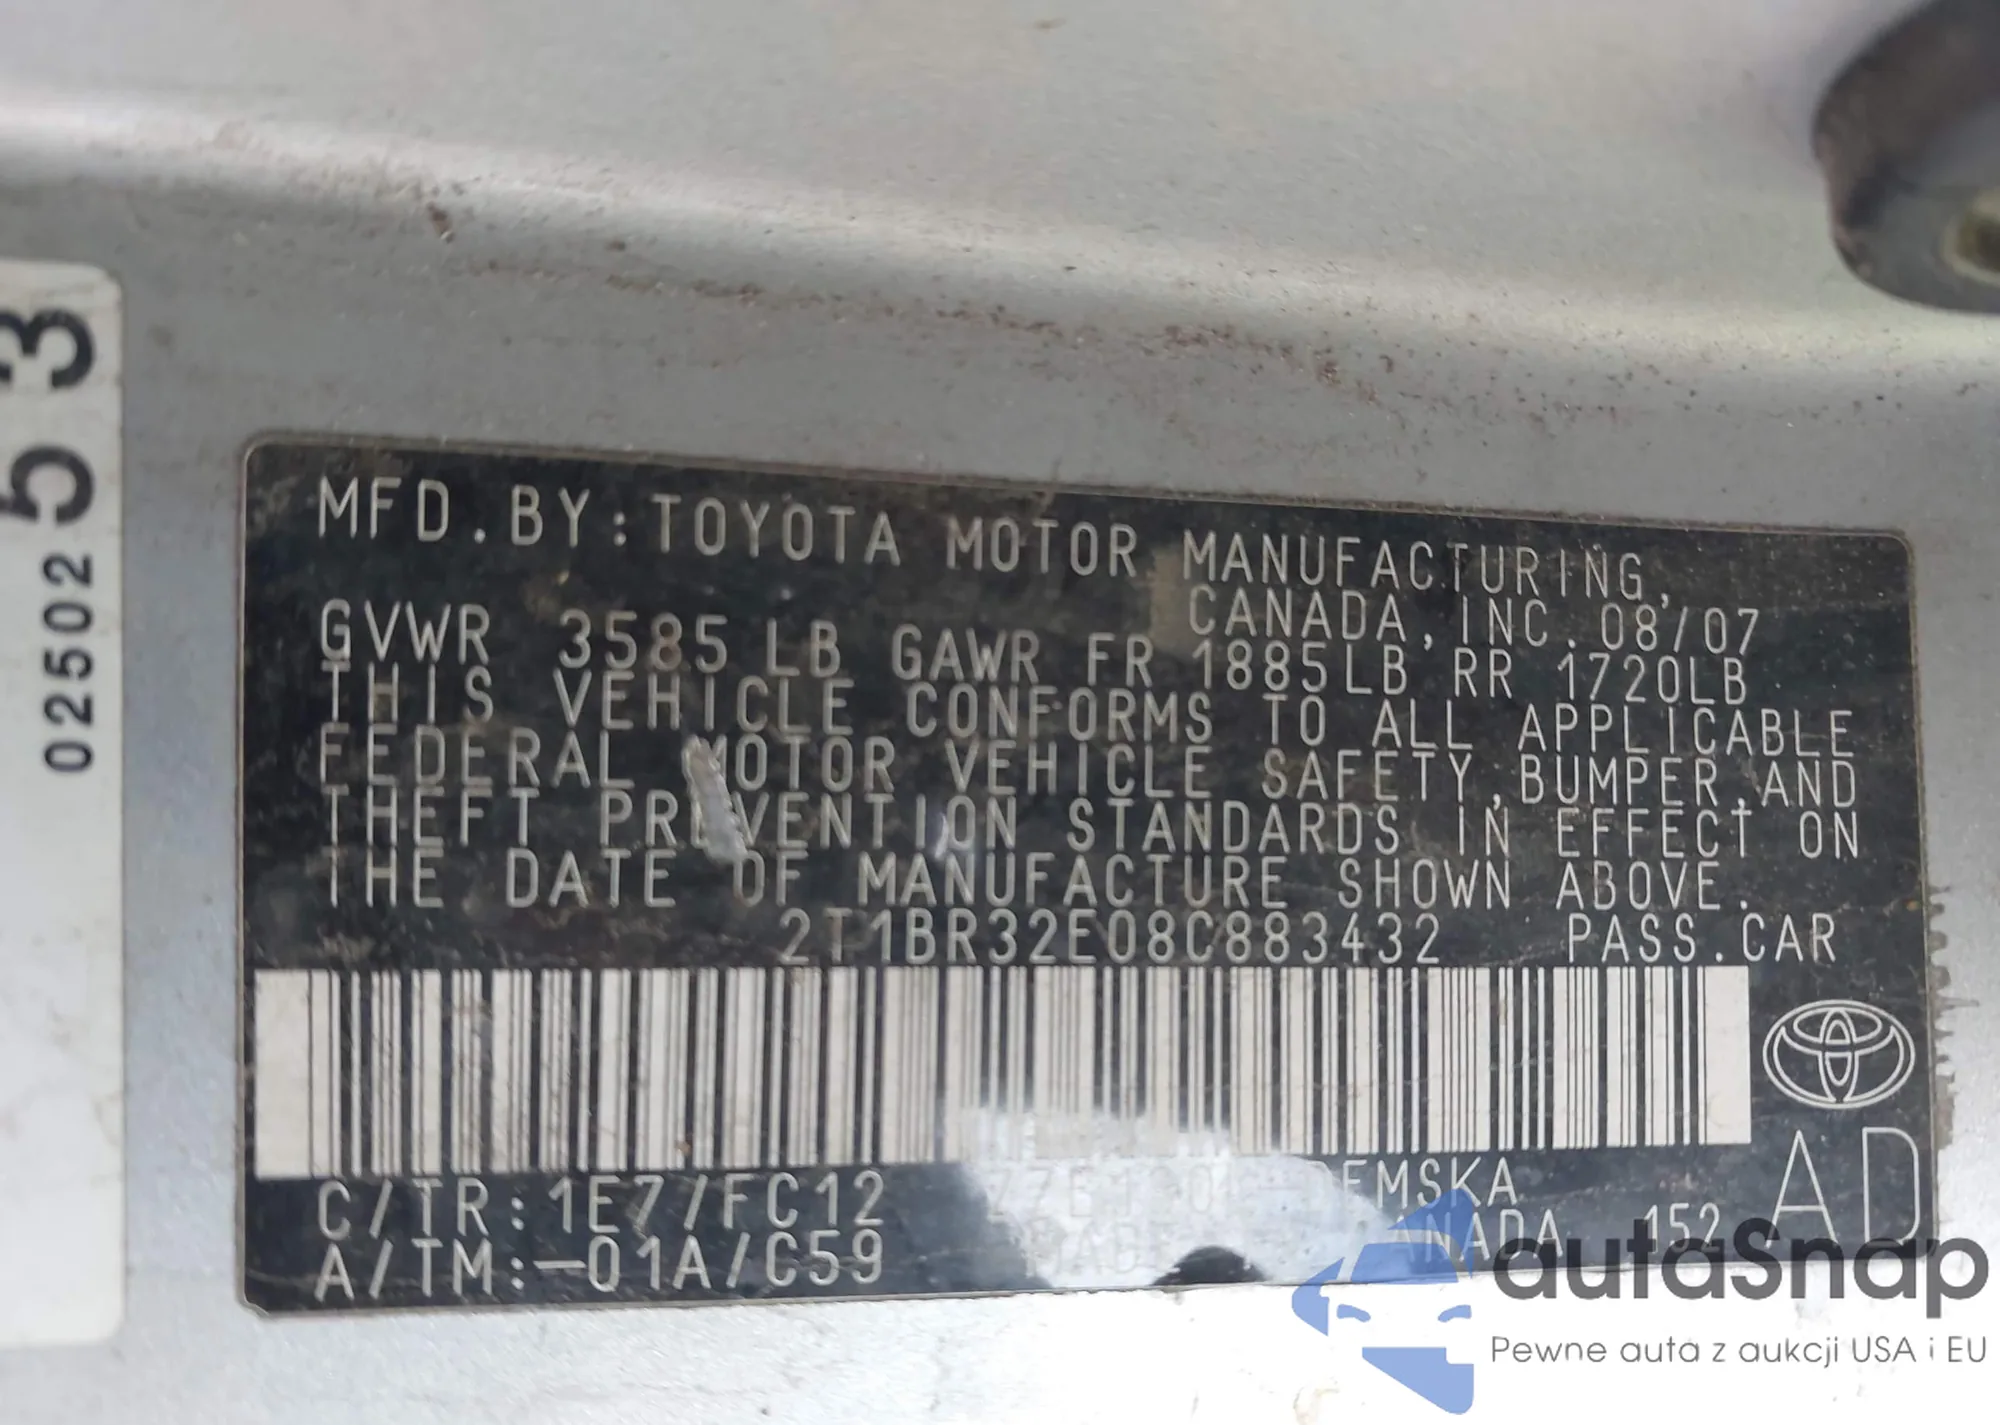 53
02502
MFD. BY: TOYOTA MOTOR MANUFACTURING,
CANADA, INC. 08/07
GVWR 3585 LB GAWR FR 1885LB RR 1720LB
THIS VEHICLE CONFORMS TO ALL APPLICABLE
FEDERAL MOTOR VEHICLE SAFETY, BUMPER, AND
THEFT PREVENTION STANDARDS IN EFFECT ON
THE DATE OF MANUFACTURE SHOWN ABOVE.
2T1BR32E08C883432 PASS. CAR
C/TR: 1E7/FC12
A/TM: -01A/C59 CANADA 152
AD
autaSnap
Pewne auta z aukcji USA i EU